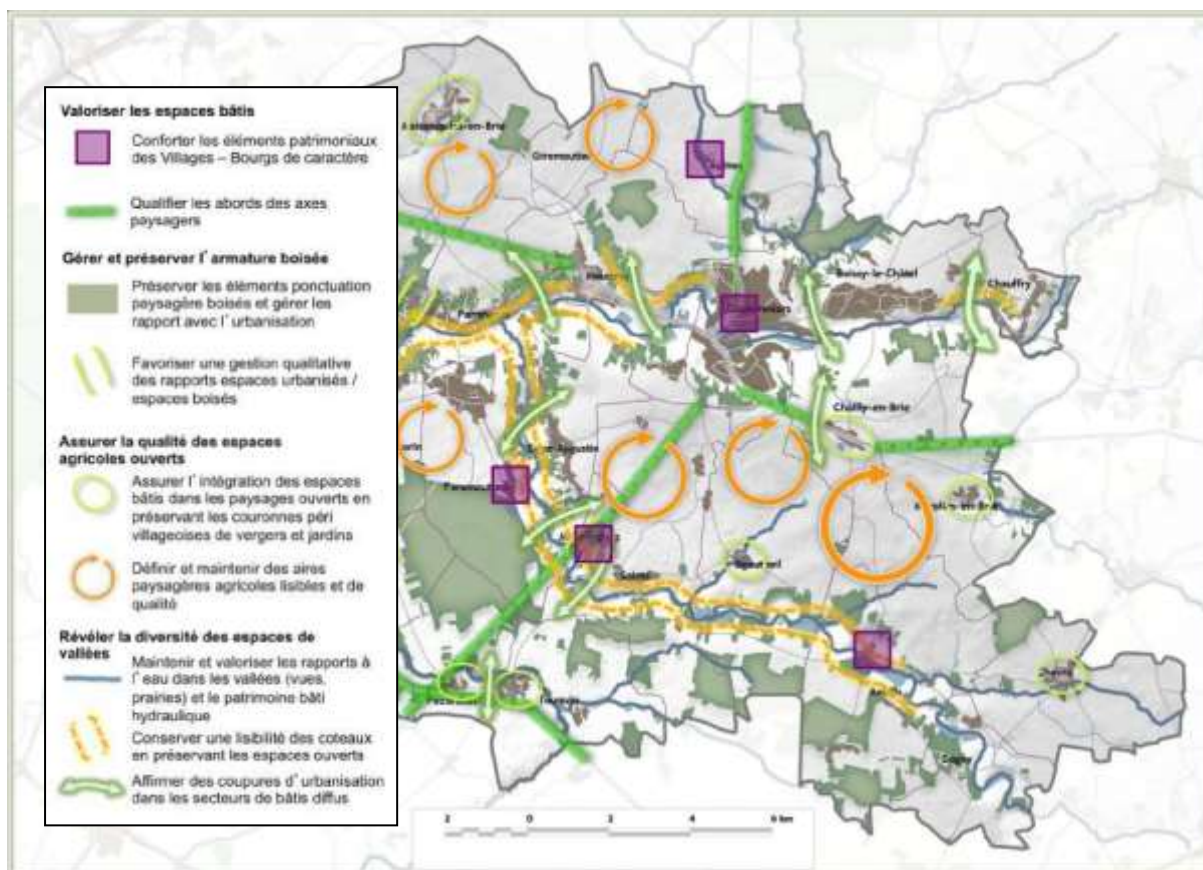 Valoriser les espaces bâtis
Conforter les éléments patrimoniaux
des Villages – Bourgs de caractère
Qualifier les abords des axes
paysagers
Gérer et préserver l'armature boisée
Préserver les éléments ponctuation
paysagère boisés et gérer les
rapport avec l'urbanisation
Favoriser une gestion qualitative
des rapports espaces urbanisés /
espaces boisés
Assurer la qualité des espaces
agricoles ouverts
Assurer l'intégration des espaces
bâtis dans les paysages ouverts en
préservant les couronnes péri
villageoises de vergers et jardins
Définir et maintenir des aires
paysagères agricoles lisibles et de
qualité
Révéler la diversité des espaces de
vallées
Maintenir et valoriser les rapports à
l'eau dans les vallées (vues,
prairies) et le patrimoine bâti
hydraulique
Conserver une lisibilité des coteaux
en préservant les espaces ouverts
Affirmer des coupures d'urbanisation
dans les secteurs de bâtis diffus
Boissy-le-Châtel
Chauffry
Chailly-en-Brie
2 0 2 4 6 km